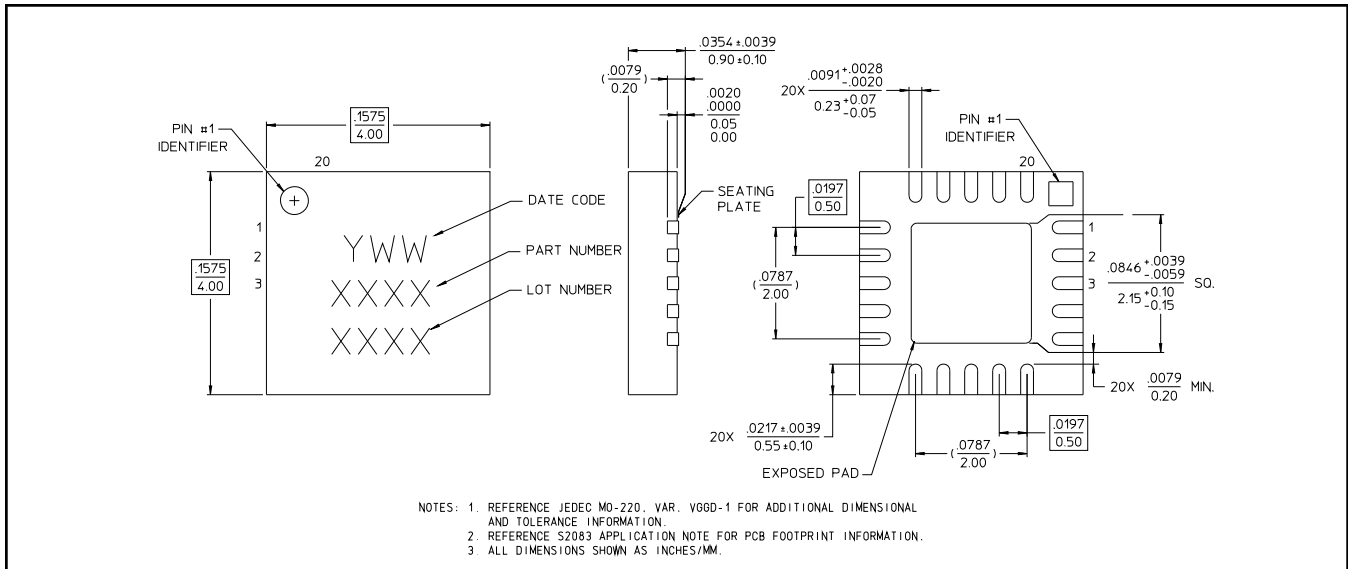 PIN #1
IDENTIFIER
.1575
4.00
20
.1575
4.00
1
2
3
YWW
XXXX
XXXX
DATE CODE
PART NUMBER
LOT NUMBER
.0354 ±.0039
0.90 ±0.10
( .0079 )
0.20
.0020
.0000
0.05
0.00
SEATING
PLATE
20X .0091 +.0028 -.0020
0.23 +0.07 -0.05
PIN #1
IDENTIFIER
20
.0197
0.50
( .0787 )
2.00
1
2
3
.0846 +.0039 -.0059 SQ.
2.15 +0.10 -0.15
20X .0079 MIN.
0.20
20X .0217 ±.0039
0.55 ±0.10
( .0787 )
2.00
.0197
0.50
EXPOSED PAD
NOTES: 1. REFERENCE JEDEC MO-220, VAR. VGGD-1 FOR ADDITIONAL DIMENSIONAL
AND TOLERANCE INFORMATION.
2. REFERENCE S2083 APPLICATION NOTE FOR PCB FOOTPRINT INFORMATION.
3. ALL DIMENSIONS SHOWN AS INCHES/MM.